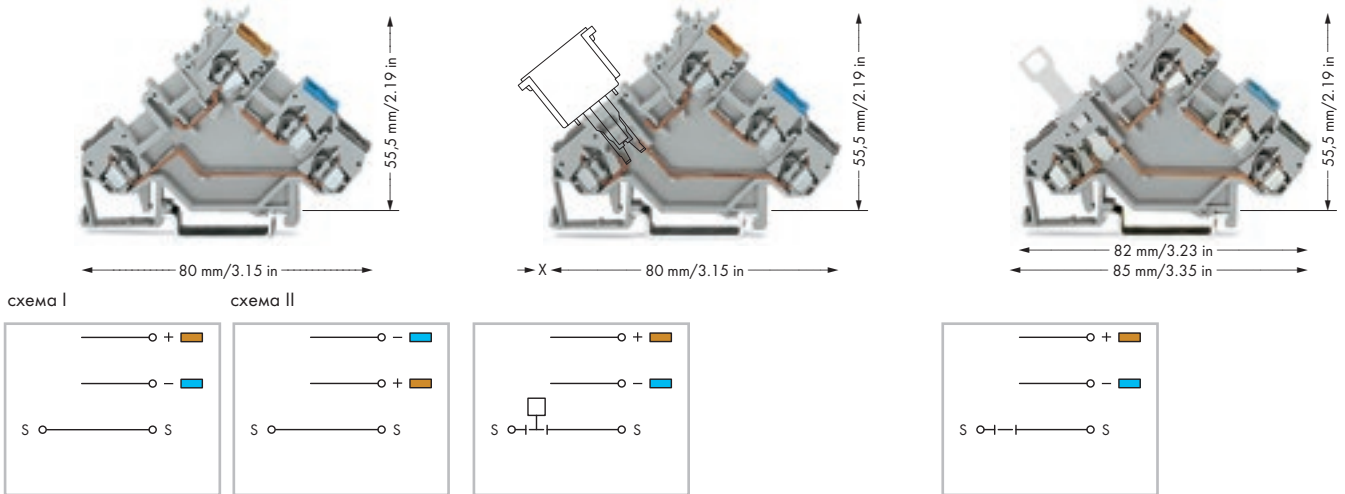 55,5 mm/2.19 in
55,5 mm/2.19 in
55,5 mm/2.19 in
80 mm/3.15 in
X
80 mm/3.15 in
82 mm/3.23 in
85 mm/3.35 in
схема I
схема II
+
-
S S
-
+
S S
+
-
S S
+
-
S S